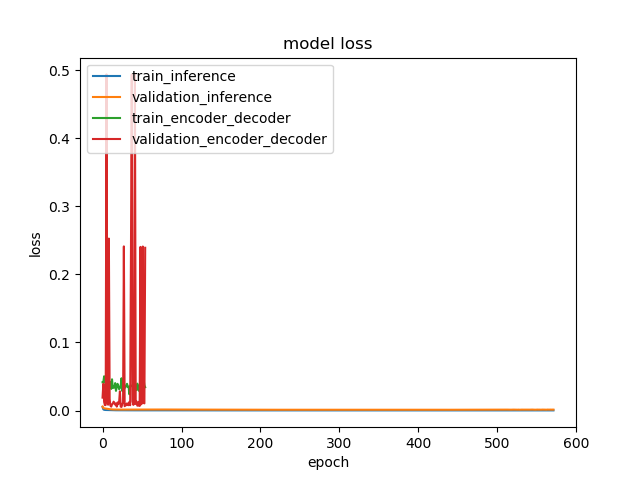 model loss
train_inference
validation_inference
train_encoder_decoder
validation_encoder_decoder
0.5
0.4
0.3
0.2
0.1
0.0
loss
0 100 200 300 400 500 600
epoch